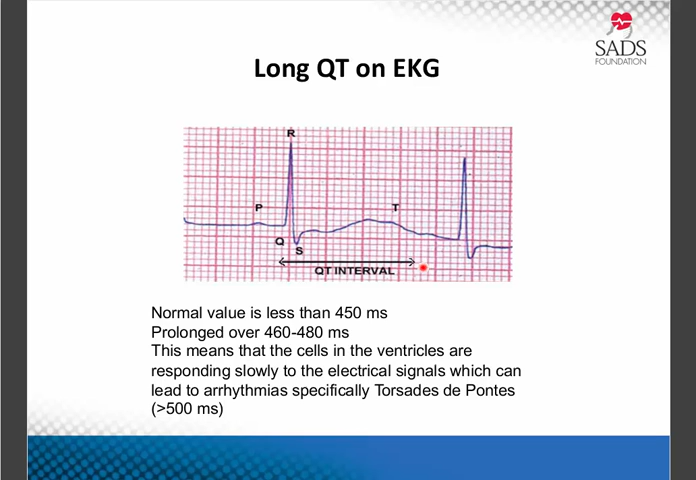 SADS
FOUNDATION
Long QT on EKG
R
P
T
Q
S
QT INTERVAL
Normal value is less than 450 ms
Prolonged over 460-480 ms
This means that the cells in the ventricles are
responding slowly to the electrical signals which can
lead to arrhythmias specifically Torsades de Pontes
(>500 ms)